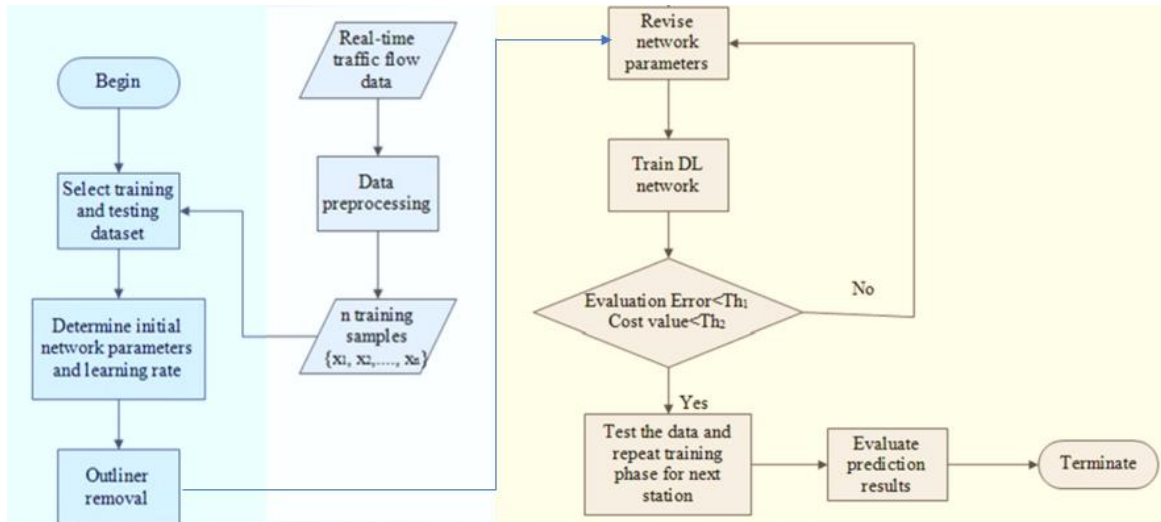 Begin
Select training
and testing
dataset
Determine initial
network parameters
and learning rate
Outliner
removal
Real-time
traffic flow
data
Data
preprocessing
n training
samples
{x₁, x₂,...., xₙ}
Revise
network
parameters
Train DL
network
Evaluation Error<Th₁
Cost value<Th₂
No
Yes
Test the data and
repeat training
phase for next
station
Evaluate
prediction
results
Terminate